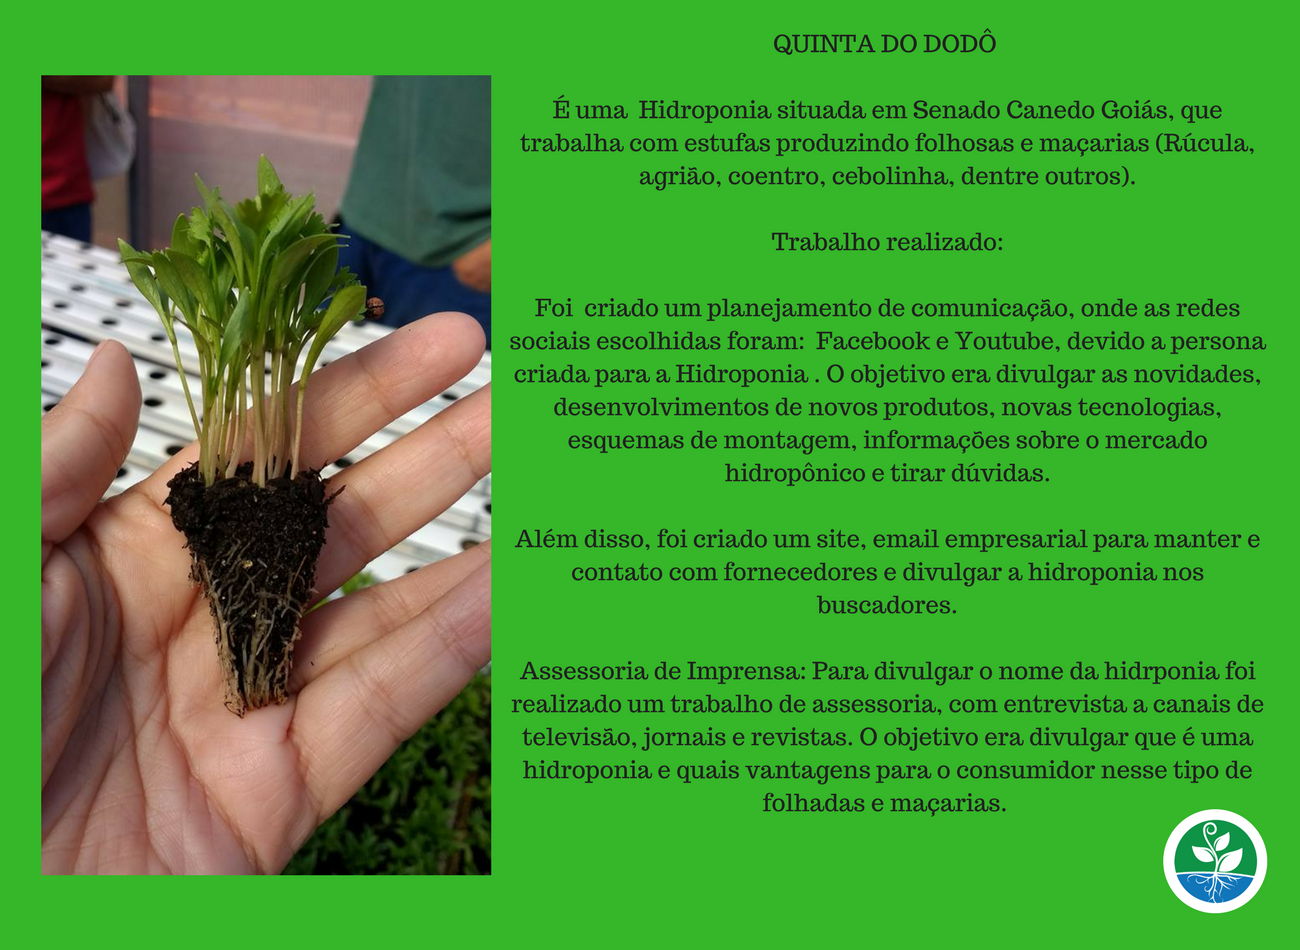 QUINTA DO DODÔ
É uma  Hidroponia situada em Senado Canedo Goiás, que
trabalha com estufas produzindo folhosas e maçarias (Rúcula,
agrião, coentro, cebolinha, dentre outros).
Trabalho realizado:
Foi  criado um planejamento de comunicação, onde as redes
sociais escolhidas foram:  Facebook e Youtube, devido a persona
criada para a Hidroponia . O objetivo era divulgar as novidades,
desenvolvimentos de novos produtos, novas tecnologias,
esquemas de montagem, informações sobre o mercado
hidropônico e tirar dúvidas.
Além disso, foi criado um site, email empresarial para manter e
contato com fornecedores e divulgar a hidroponia nos
buscadores.
Assessoria de Imprensa: Para divulgar o nome da hidrponia foi
realizado um trabalho de assessoria, com entrevista a canais de
televisão, jornais e revistas. O objetivo era divulgar que é uma
hidroponia e quais vantagens para o consumidor nesse tipo de
folhadas e maçarias.